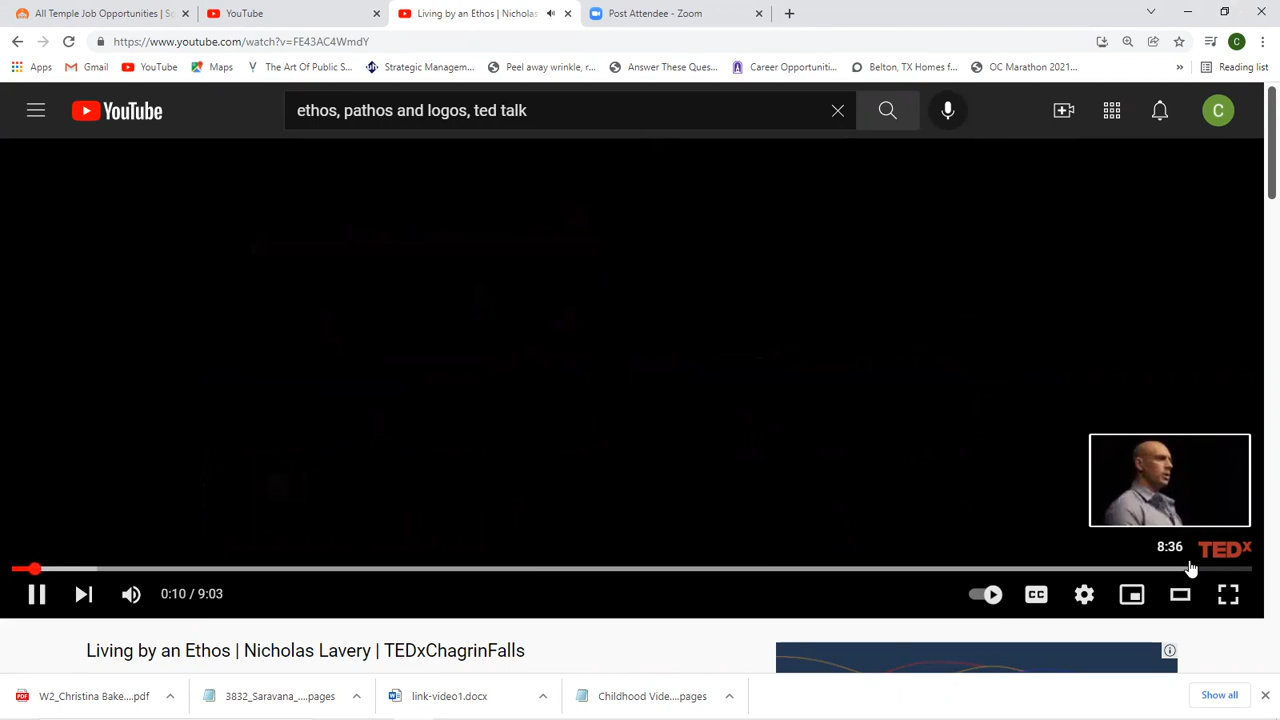 All Temple Job Opportunities | Sc
YouTube
Living by an Ethos | Nicholas
Post Attendee - Zoom
https://www.youtube.com/watch?v=FE43AC4WmdY
C
Apps
Gmail
YouTube
Maps
The Art Of Public S...
Strategic Managem...
Peel away wrinkle, r...
Answer These Ques...
Career Opportuniti...
Belton, TX Homes f...
OC Marathon 2021...
»
Reading list
YouTube
ethos, pathos and logos, ted talk
C
8:36
TEDx
0:10 / 9:03
CC
Living by an Ethos | Nicholas Lavery | TEDxChagrinFalls
W2_Christina Bake....pdf
3832_Saravana_....pages
link-video1.docx
Childhood Vide....pages
Show all